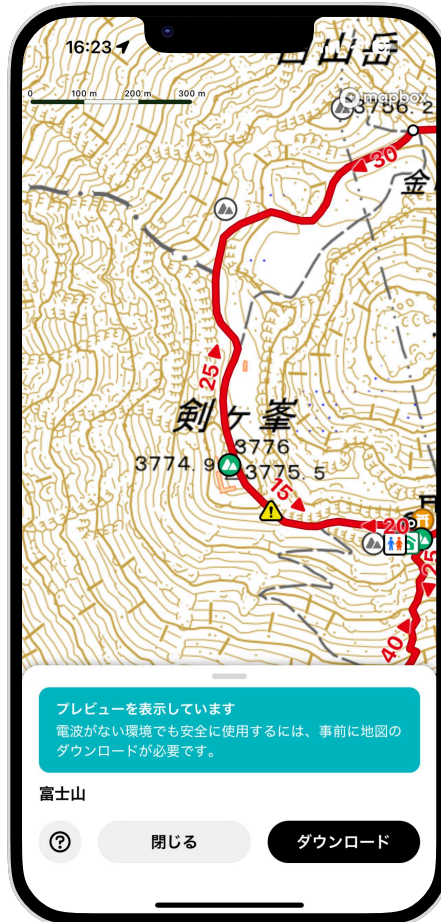 16:23
白山岳
0 100 m 200 m 300 m
mapbox
3756.2
30
金
25
剣ヶ峯
3776
3774.9
3775.5
15
20
25
40
プレビューを表示しています
電波がない環境でも安全に使用するには、事前に地図の
ダウンロードが必要です。
富士山
?
閉じる
ダウンロード